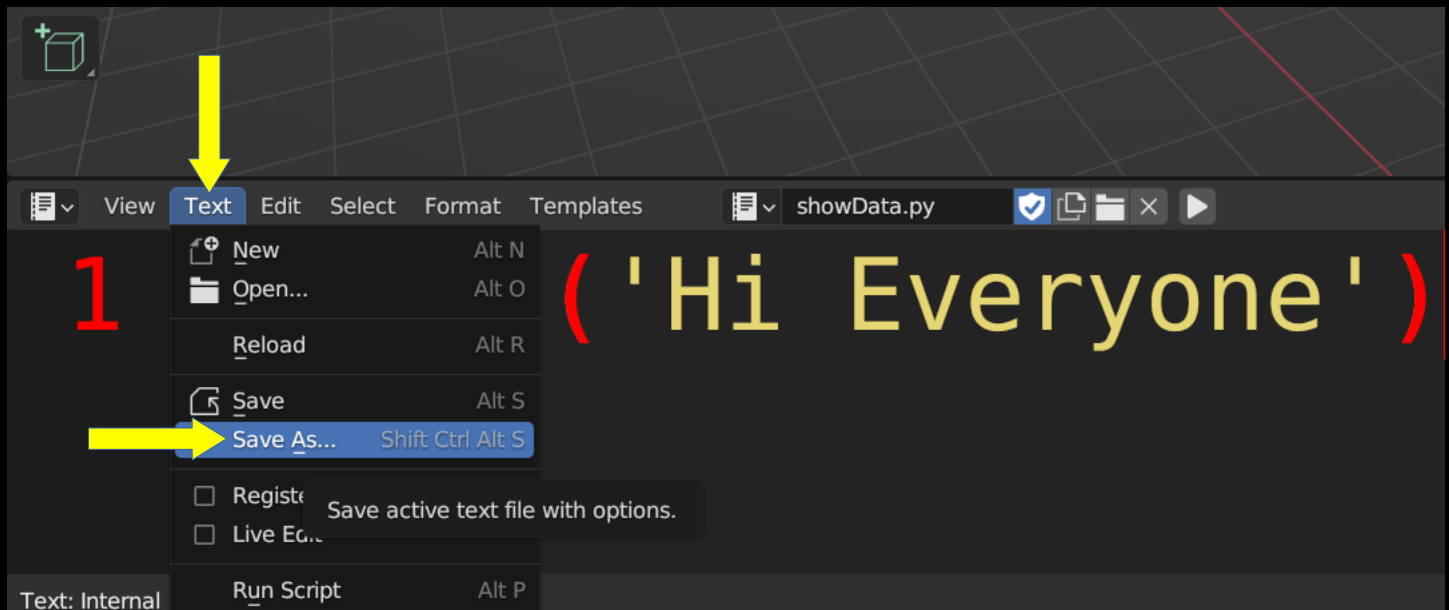 View Text Edit Select Format Templates showData.py
New Alt N
Open... Alt O
1 ('Hi Everyone')
Reload Alt R
Save Alt S
Save As... Shift Ctrl Alt S
Save active text file with options.
Live
Run Script Alt P
Text: Internal